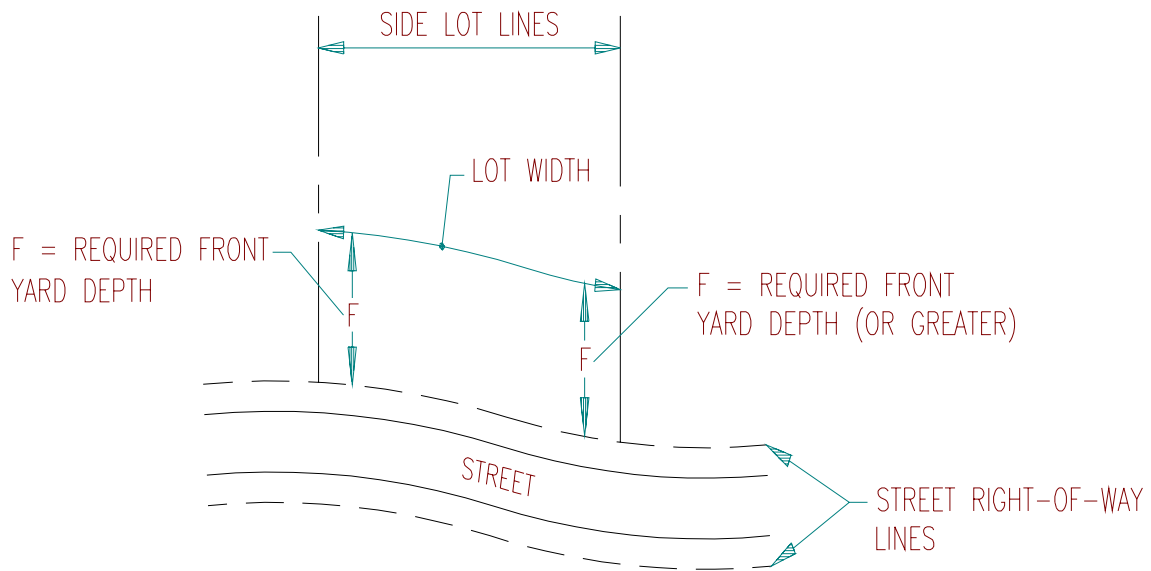 SIDE LOT LINES
LOT WIDTH
F = REQUIRED FRONT
YARD DEPTH
F
F = REQUIRED FRONT
YARD DEPTH (OR GREATER)
F
STREET
STREET RIGHT-OF-WAY
LINES